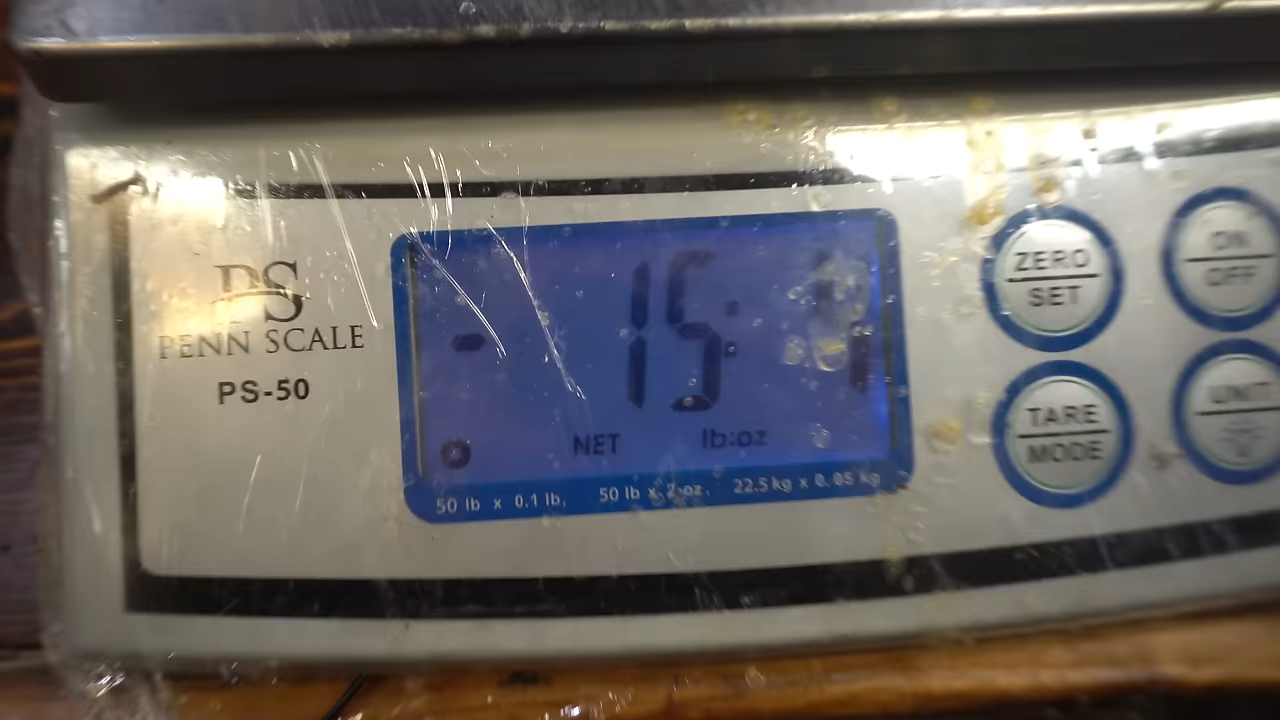 PS
PENN SCALE
PS-50
- 15:
NET lb:oz
50 lb x 0.1 lb, 50 lb x 2 oz. 22.5 kg x 0.05 kg
ZERO
SET
ON
OFF
TARE
MODE
UNIT